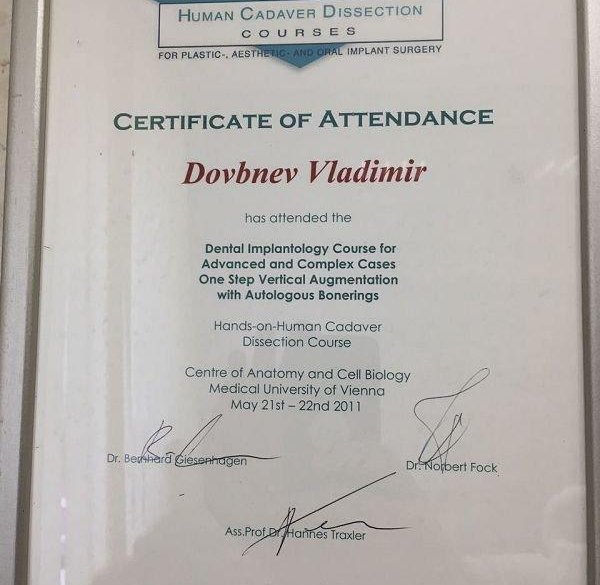 HUMAN CADAVER DISSECTION
COURSES
FOR PLASTIC-, AESTHETIC- AND ORAL IMPLANT SURGERY
CERTIFICATE OF ATTENDANCE
Dovbnev Vladimir
has attended the
Dental Implantology Course for
Advanced and Complex Cases
One Step Vertical Augmentation
with Autologous Bonerings
Hands-on-Human Cadaver
Dissection Course
Centre of Anatomy and Cell Biology
Medical University of Vienna
May 21st – 22nd 2011
Dr. Bernhard Giesenhagen
Dr. Norbert Fock
Ass.Prof.Dr. Hannes Traxler